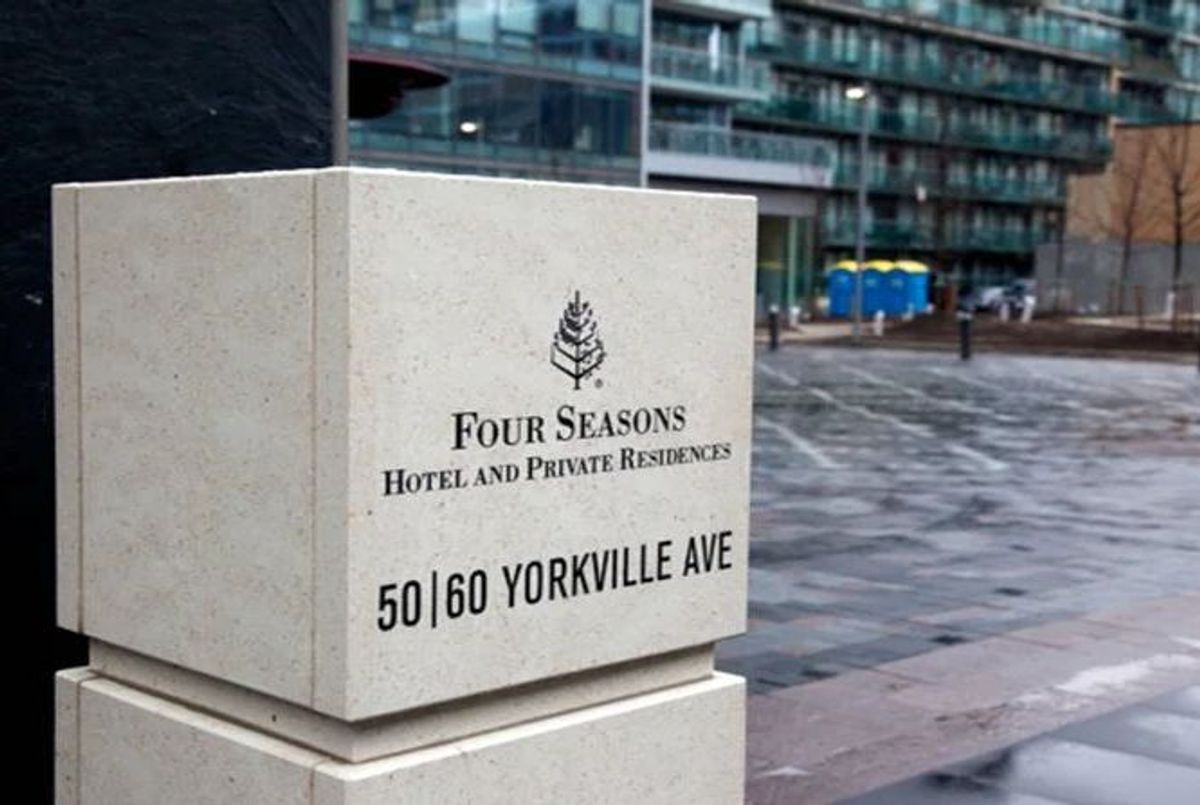 FOUR SEASONS
HOTEL AND PRIVATE RESIDENCES
50|60 YORKVILLE AVE